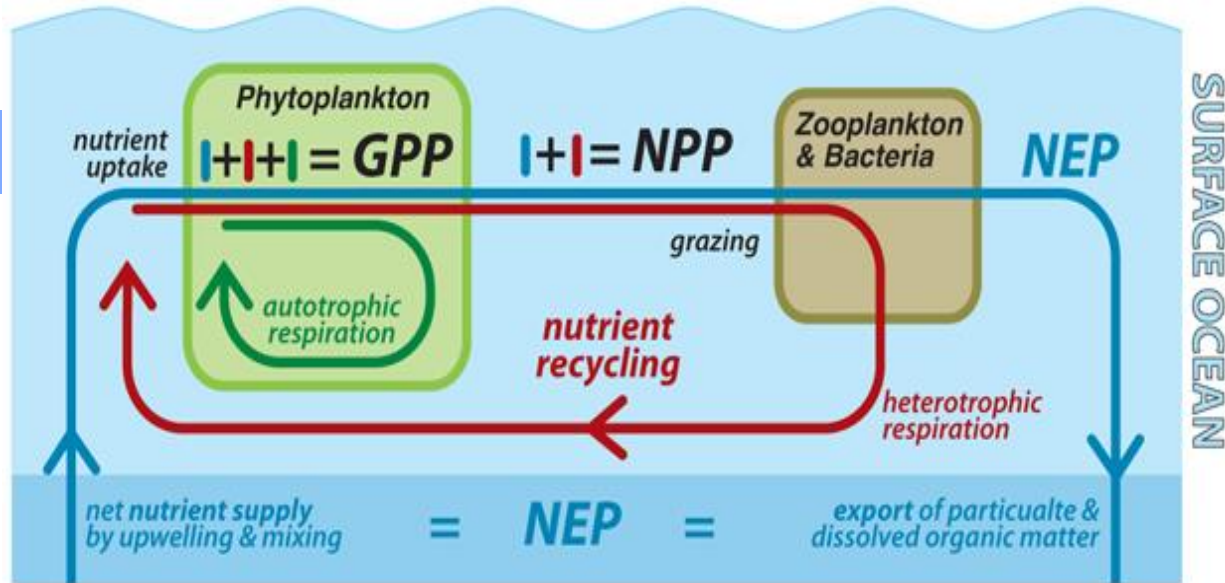 Phytoplankton
nutrient
uptake
I+I+I = GPP
I+I= NPP
Zooplankton
& Bacteria
NEP
grazing
autotrophic
respiration
nutrient
recycling
heterotrophic
respiration
net nutrient supply
by upwelling & mixing
= NEP =
export of particualte &
dissolved organic matter
SURFACE OCEAN